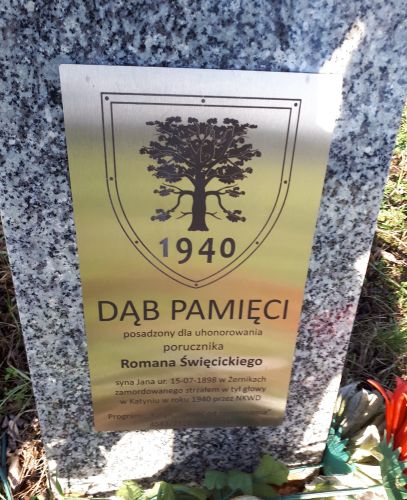 1940
DĄB PAMIĘCI
posadzony dla uhonorowania
porucznika
Romana Święcickiego
syna Jana ur. 15-07-1898 w Żernikach
zamordowanego strzałem w tył głowy
w Katyniu w roku 1940 przez NKWD
Program